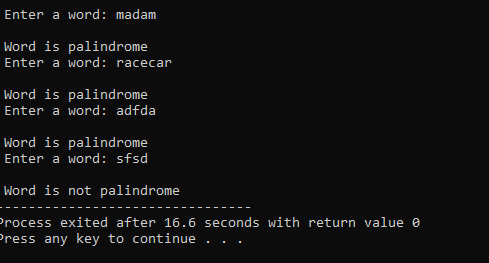 Enter a word: madam
Word is palindrome
Enter a word: racecar
Word is palindrome
Enter a word: adfda
Word is palindrome
Enter a word: sfsd
Word is not palindrome
--------------------------------
Process exited after 16.6 seconds with return value 0
Press any key to continue . . .